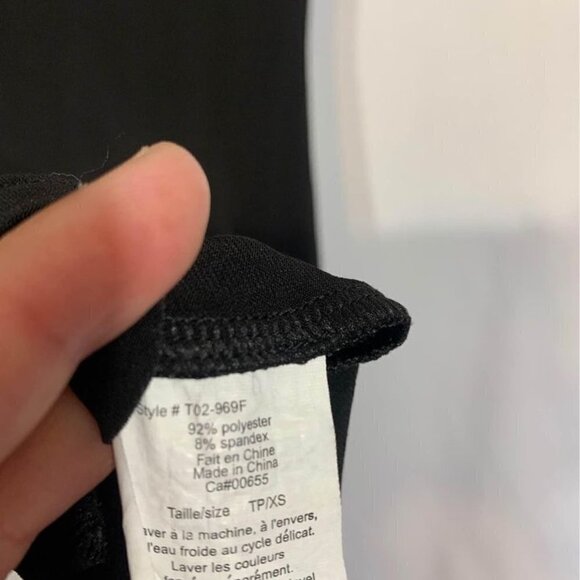 Style # T02-969F
92% polyester
8% spandex
Fait en Chine
Made in China
Ca#00655
Taille/size TP/XS
aver a la machine, à l'envers,
l'eau froide au cycle délicat.
Laver les couleurs